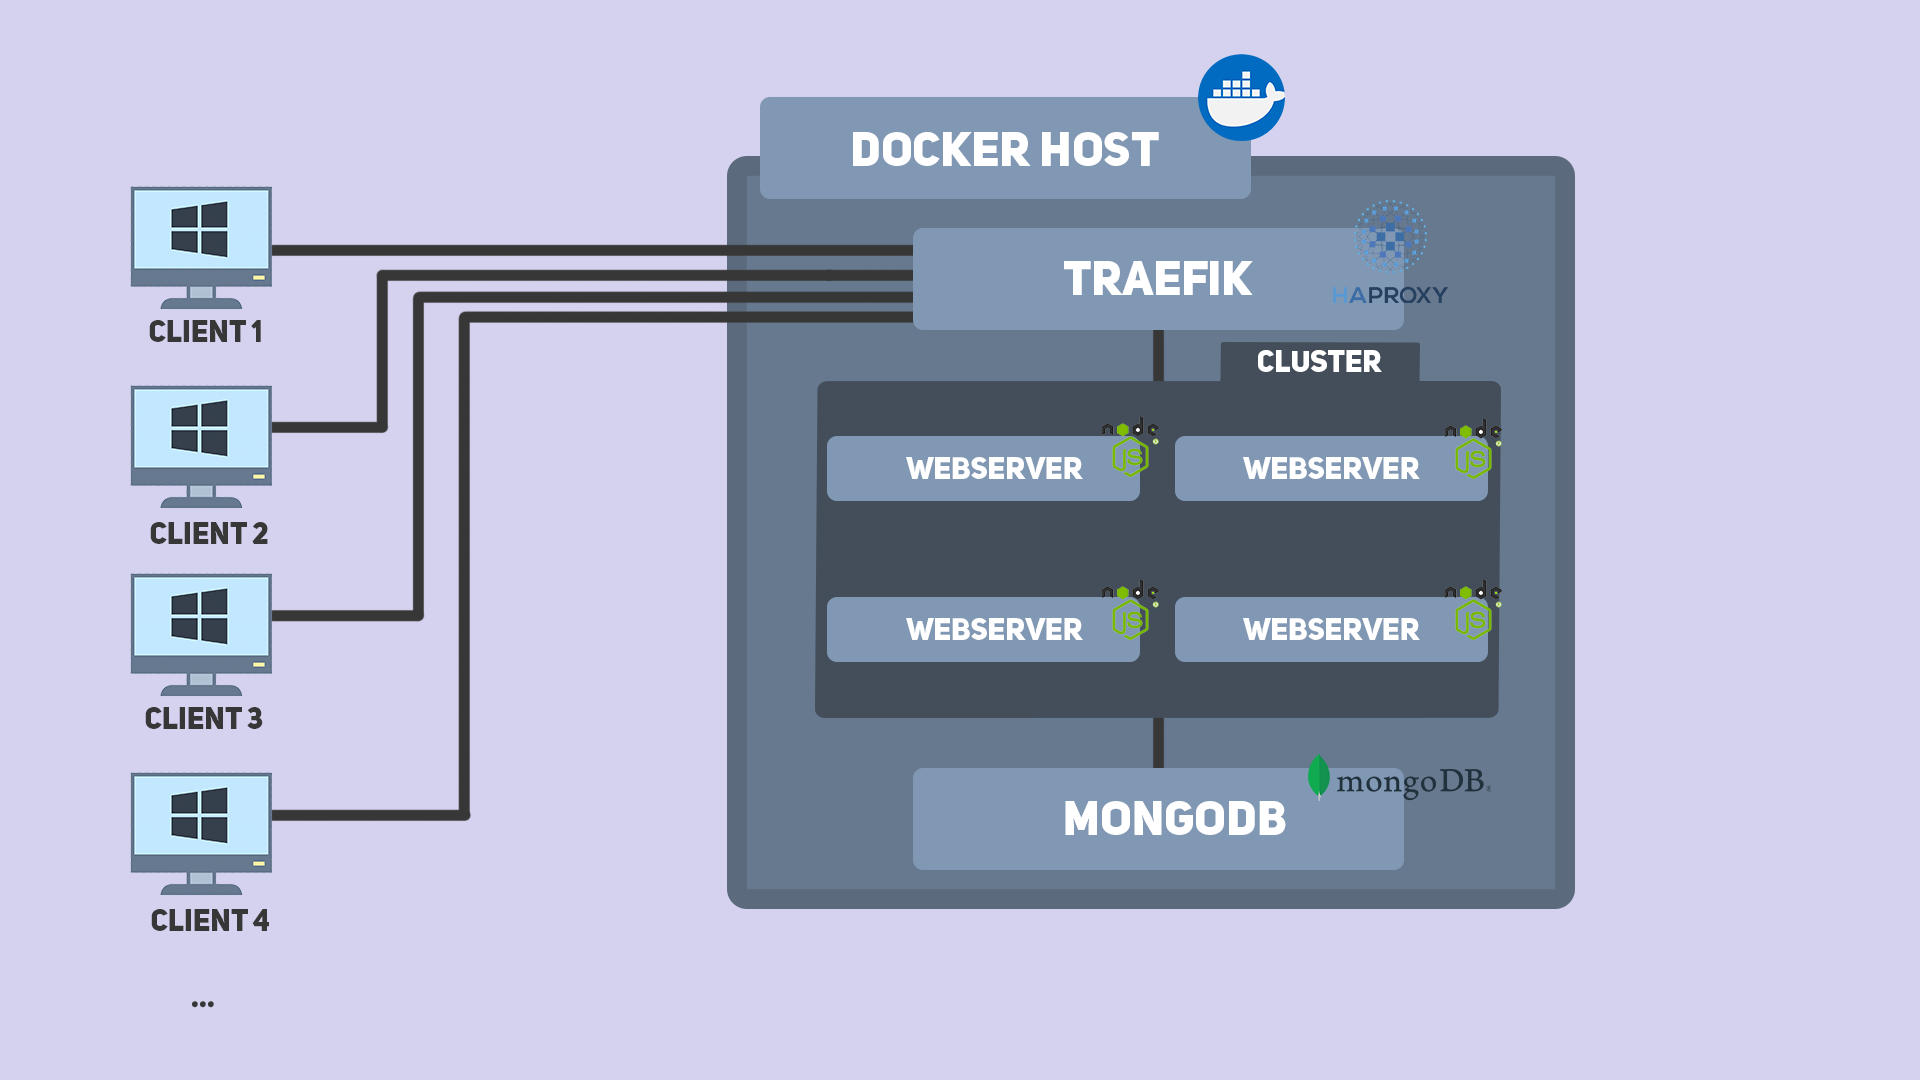 DOCKER HOST
TRAEFIK
HAPROXY
CLUSTER
WEBSERVER
node
JS
WEBSERVER
node
JS
WEBSERVER
node
JS
WEBSERVER
node
JS
MONGODB
mongoDB
CLIENT 1
CLIENT 2
CLIENT 3
CLIENT 4
...